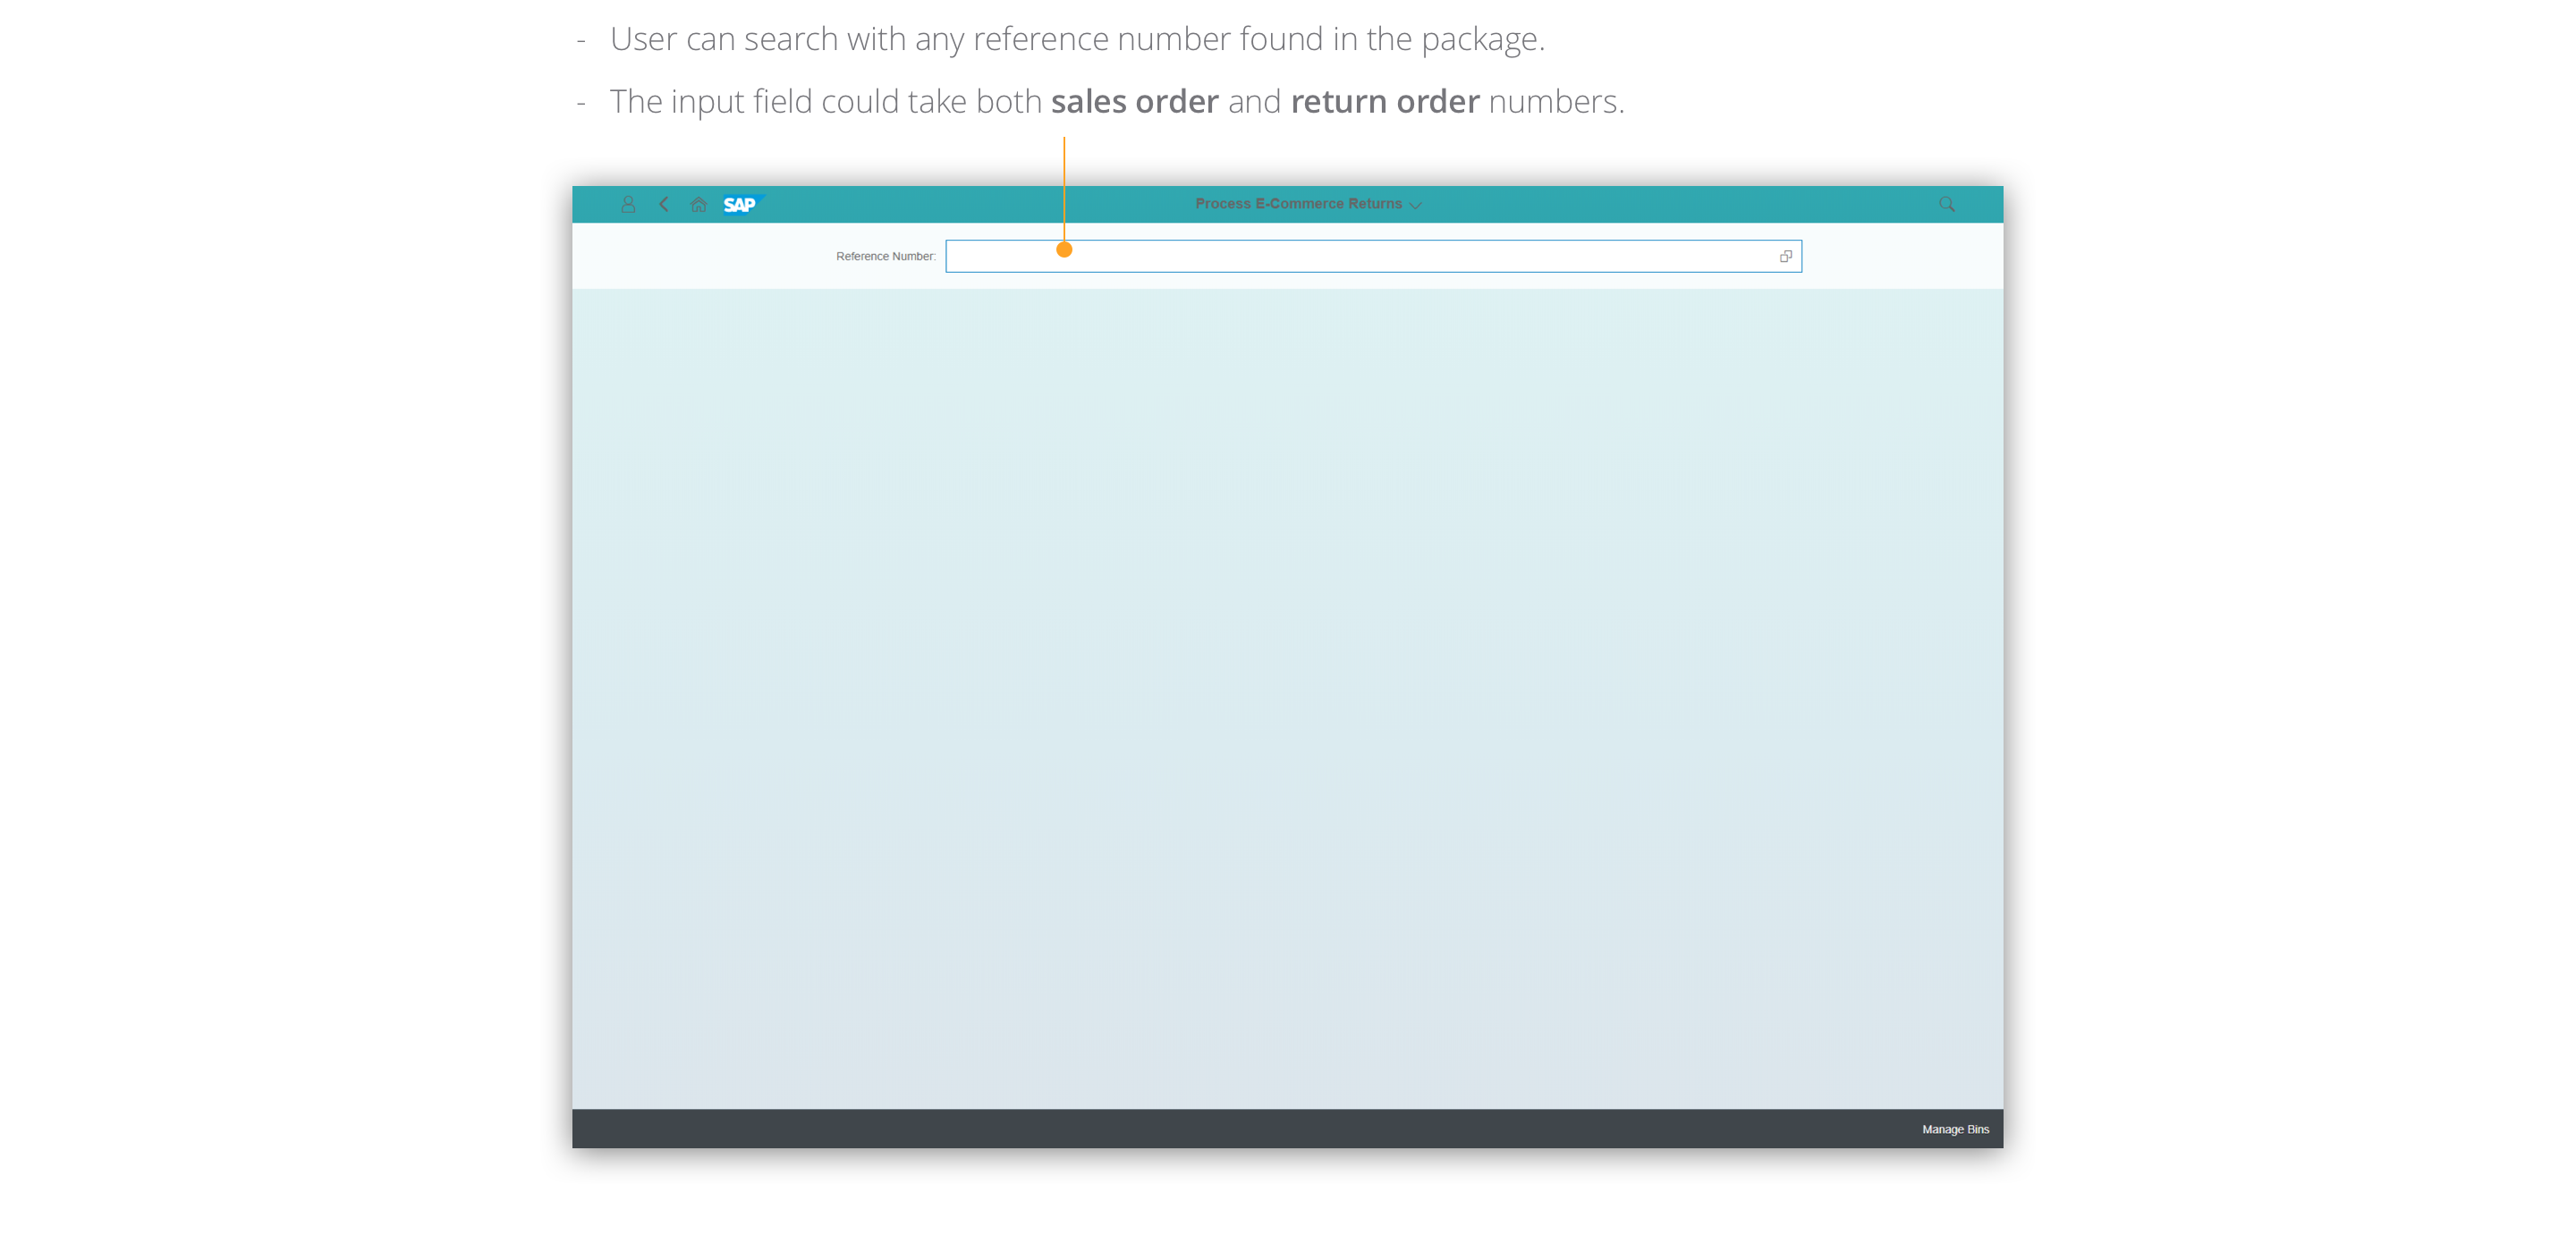 - User can search with any reference number found in the package.
- The input field could take both sales order and return order numbers.
SAP Process E-Commerce Returns
Reference Number:
Manage Bins